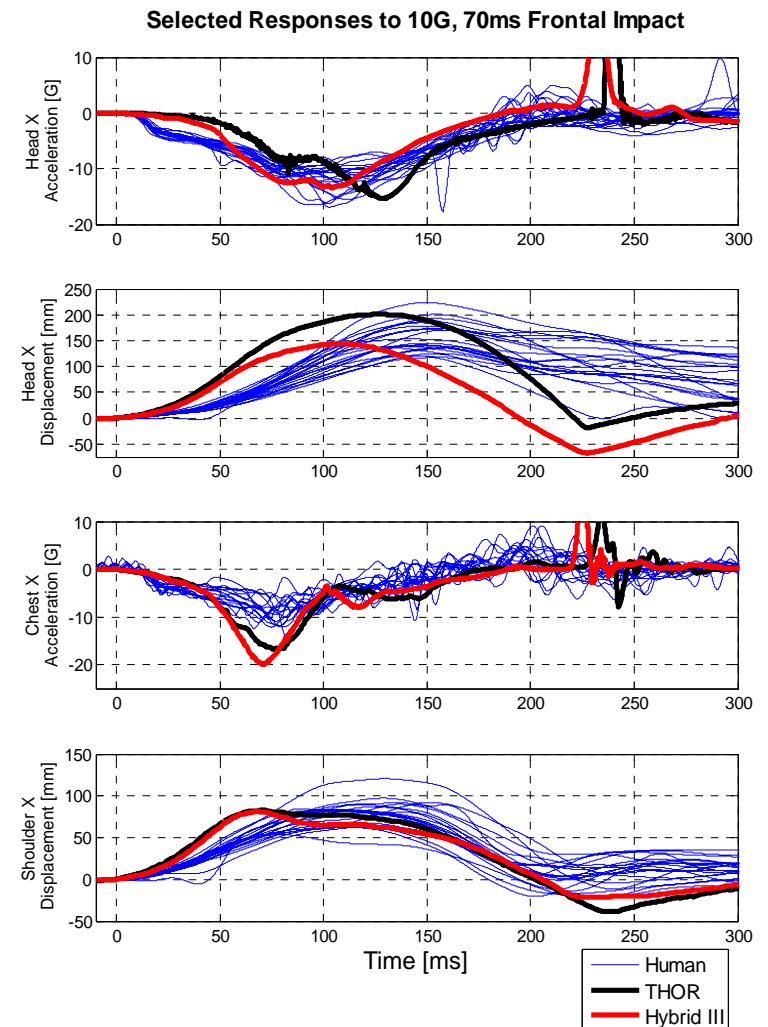 Selected Responses to 10G, 70ms Frontal Impact
Head X
Acceleration [G]
10
0
-10
-20
0 50 100 150 200 250 300
Head X
Displacement [mm]
250
200
150
100
50
0
-50
0 50 100 150 200 250 300
Chest X
Acceleration [G]
10
0
-10
-20
0 50 100 150 200 250 300
Shoulder X
Displacement [mm]
150
100
50
0
-50
0 50 100 150 200 250 300
Time [ms]
Human
THOR
Hybrid III